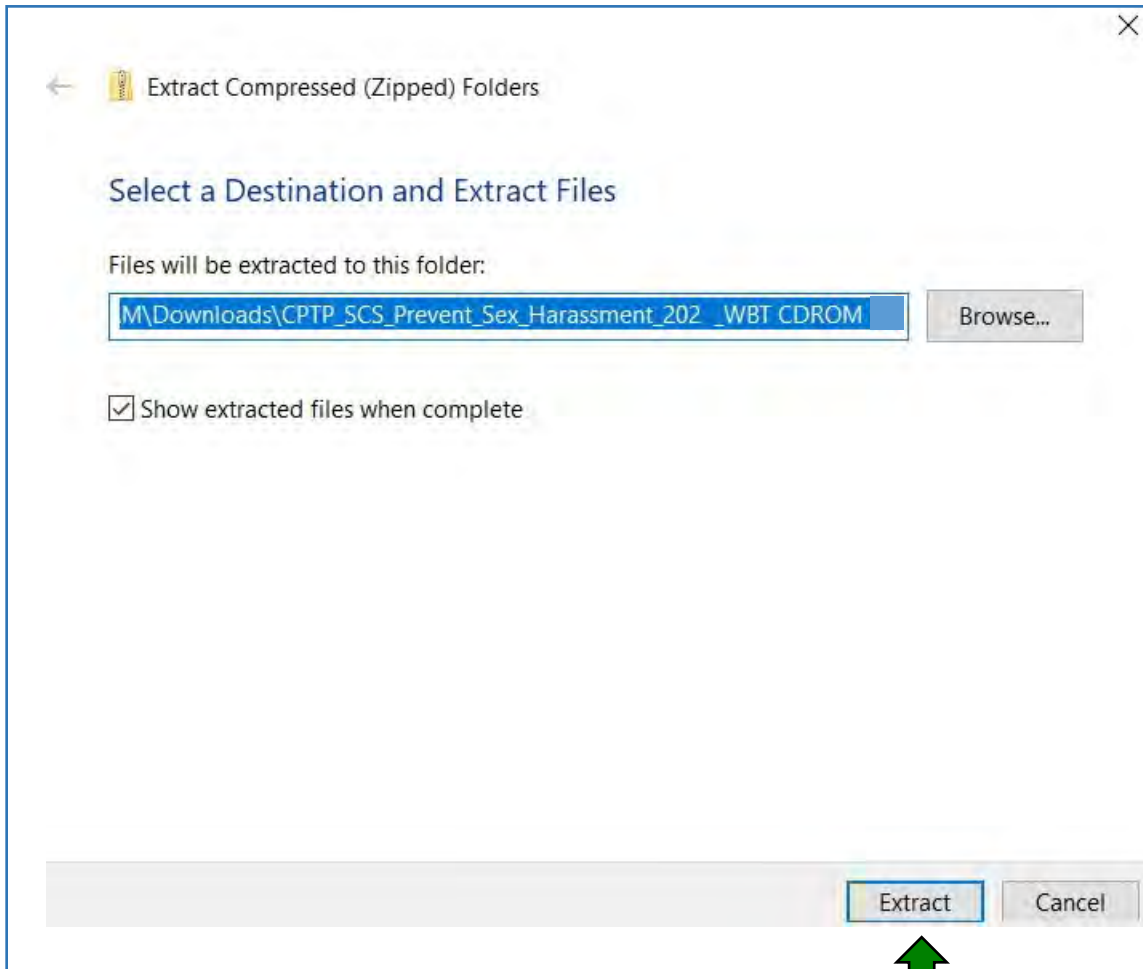 Extract Compressed (Zipped) Folders
Select a Destination and Extract Files
Files will be extracted to this folder:
M\Downloads\CPTP_SCS_Prevent_Sex_Harassment_202 _WBT CDROM
Browse...
Show extracted files when complete
Extract
Cancel